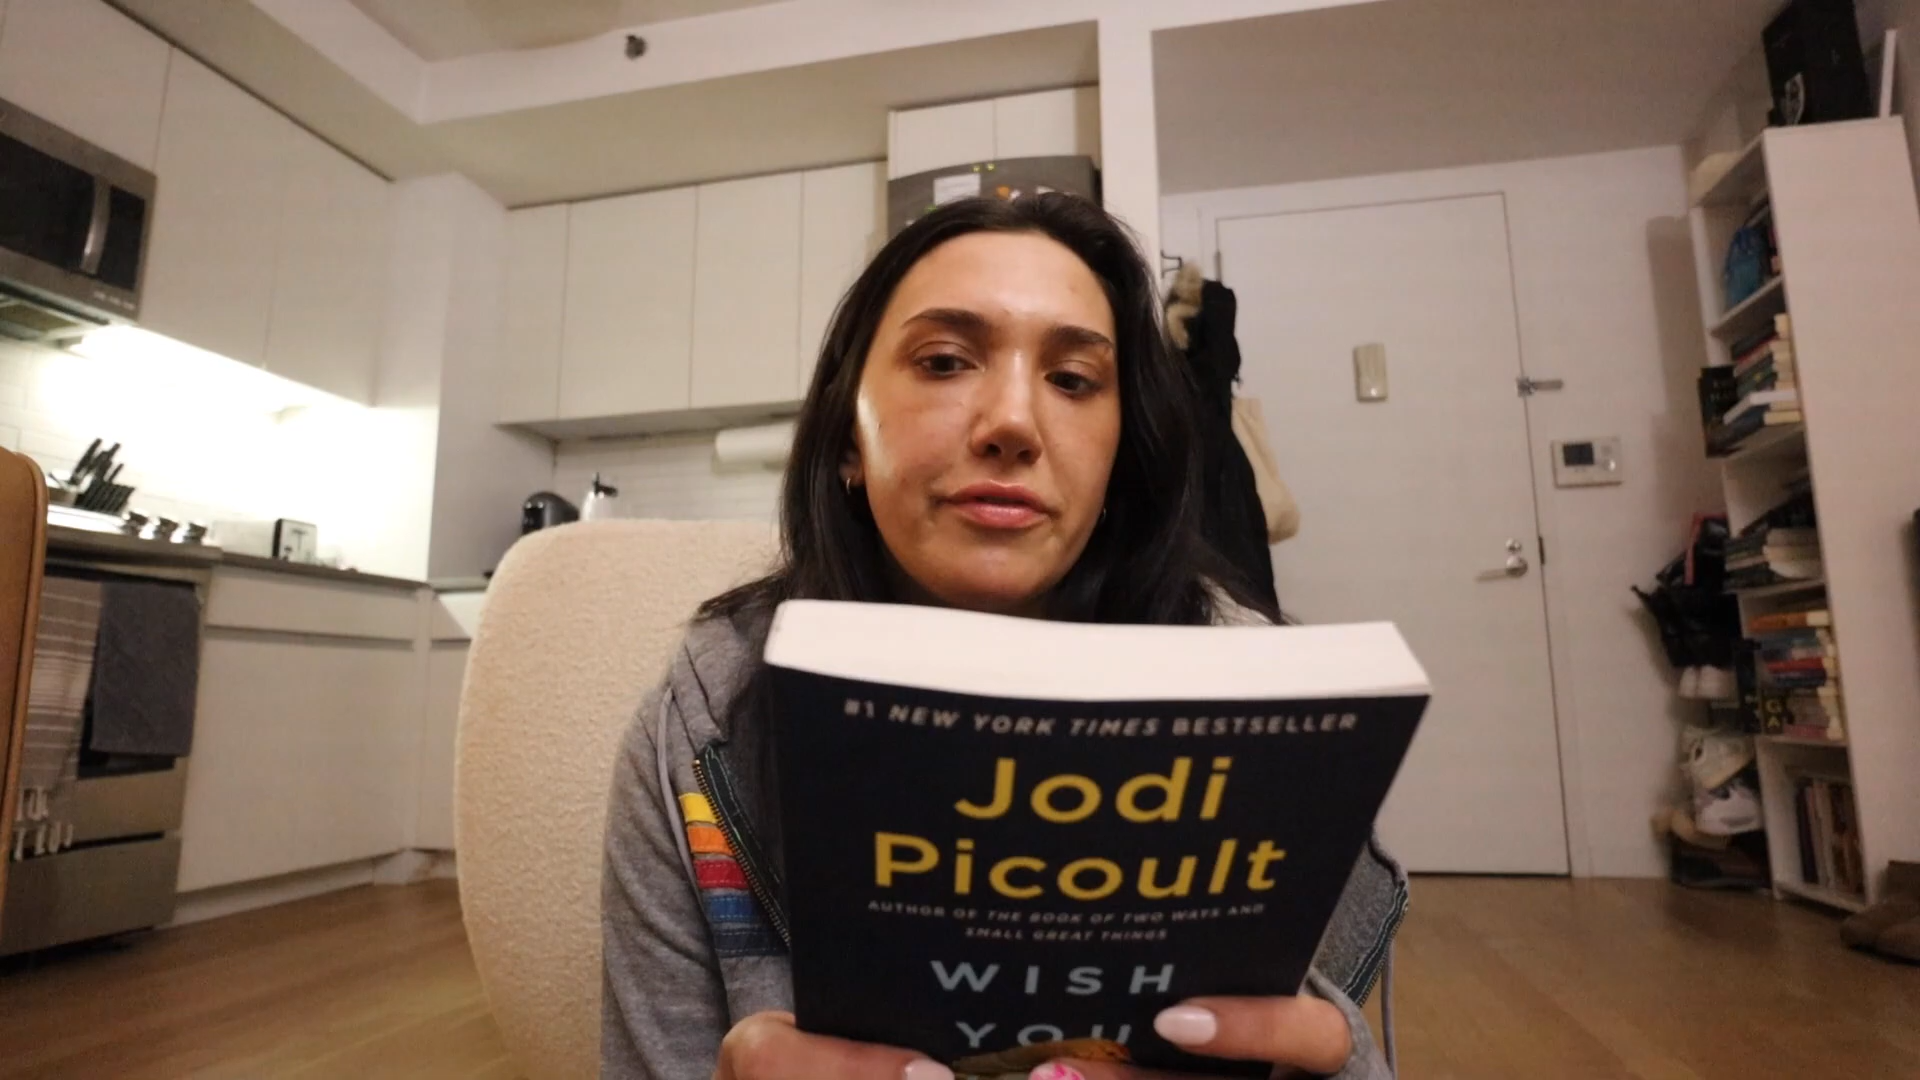 #1 NEW YORK TIMES BESTSELLER
Jodi
Picoult
AUTHOR OF THE BOOK OF TWO WAYS AND
SMALL GREAT THINGS
WISH
YOU